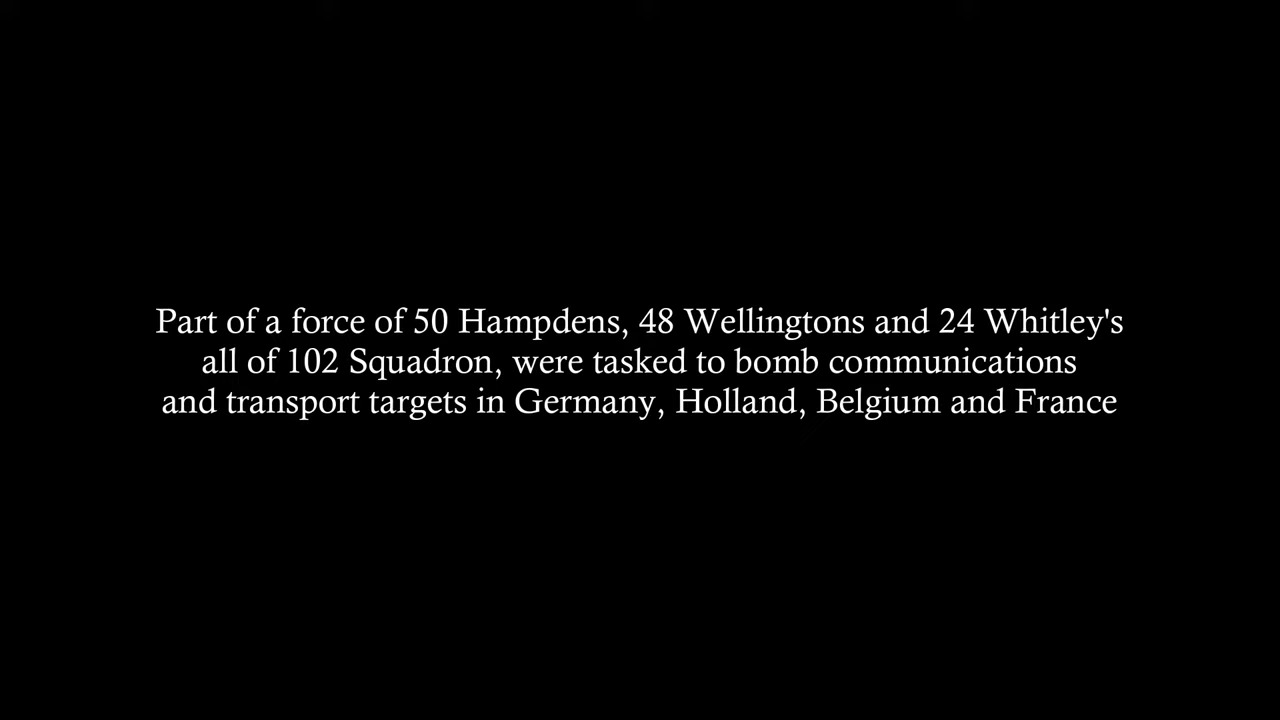 Part of a force of 50 Hampdens, 48 Wellingtons and 24 Whitley's
all of 102 Squadron, were tasked to bomb communications
and transport targets in Germany, Holland, Belgium and France